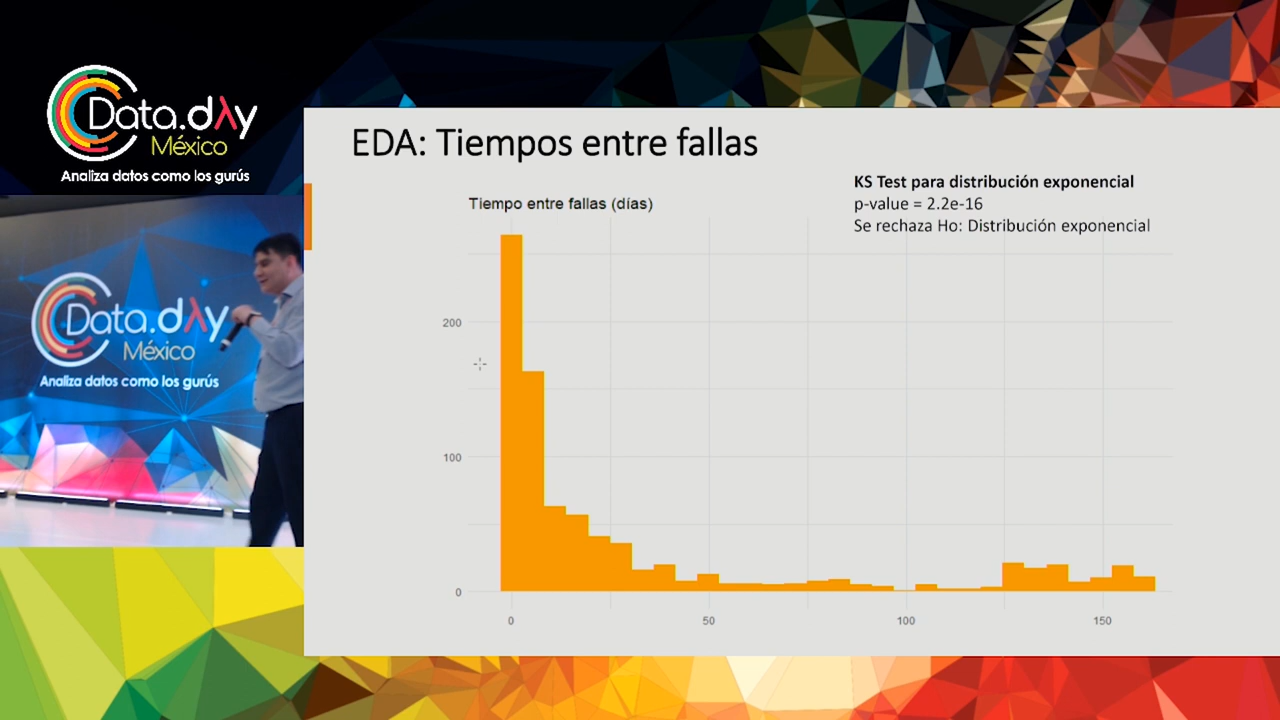 Data.dλy
México
Analiza datos como los gurús
Data.dλy
México
Analiza datos como los gurús
EDA: Tiempos entre fallas
KS Test para distribución exponencial
p-value = 2.2e-16
Se rechaza Ho: Distribución exponencial
Tiempo entre fallas (días)
200
100
0
0
50
100
150